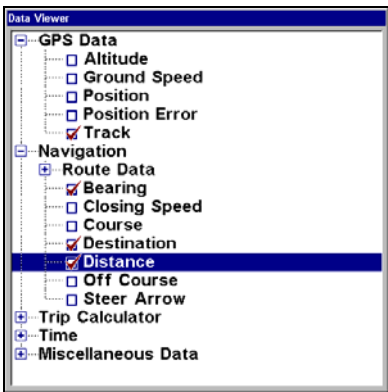 Data Viewer
GPS Data
Altitude
Ground Speed
Position
Position Error
Track
Navigation
Route Data
Bearing
Closing Speed
Course
Destination
Distance
Off Course
Steer Arrow
Trip Calculator
Time
Miscellaneous Data